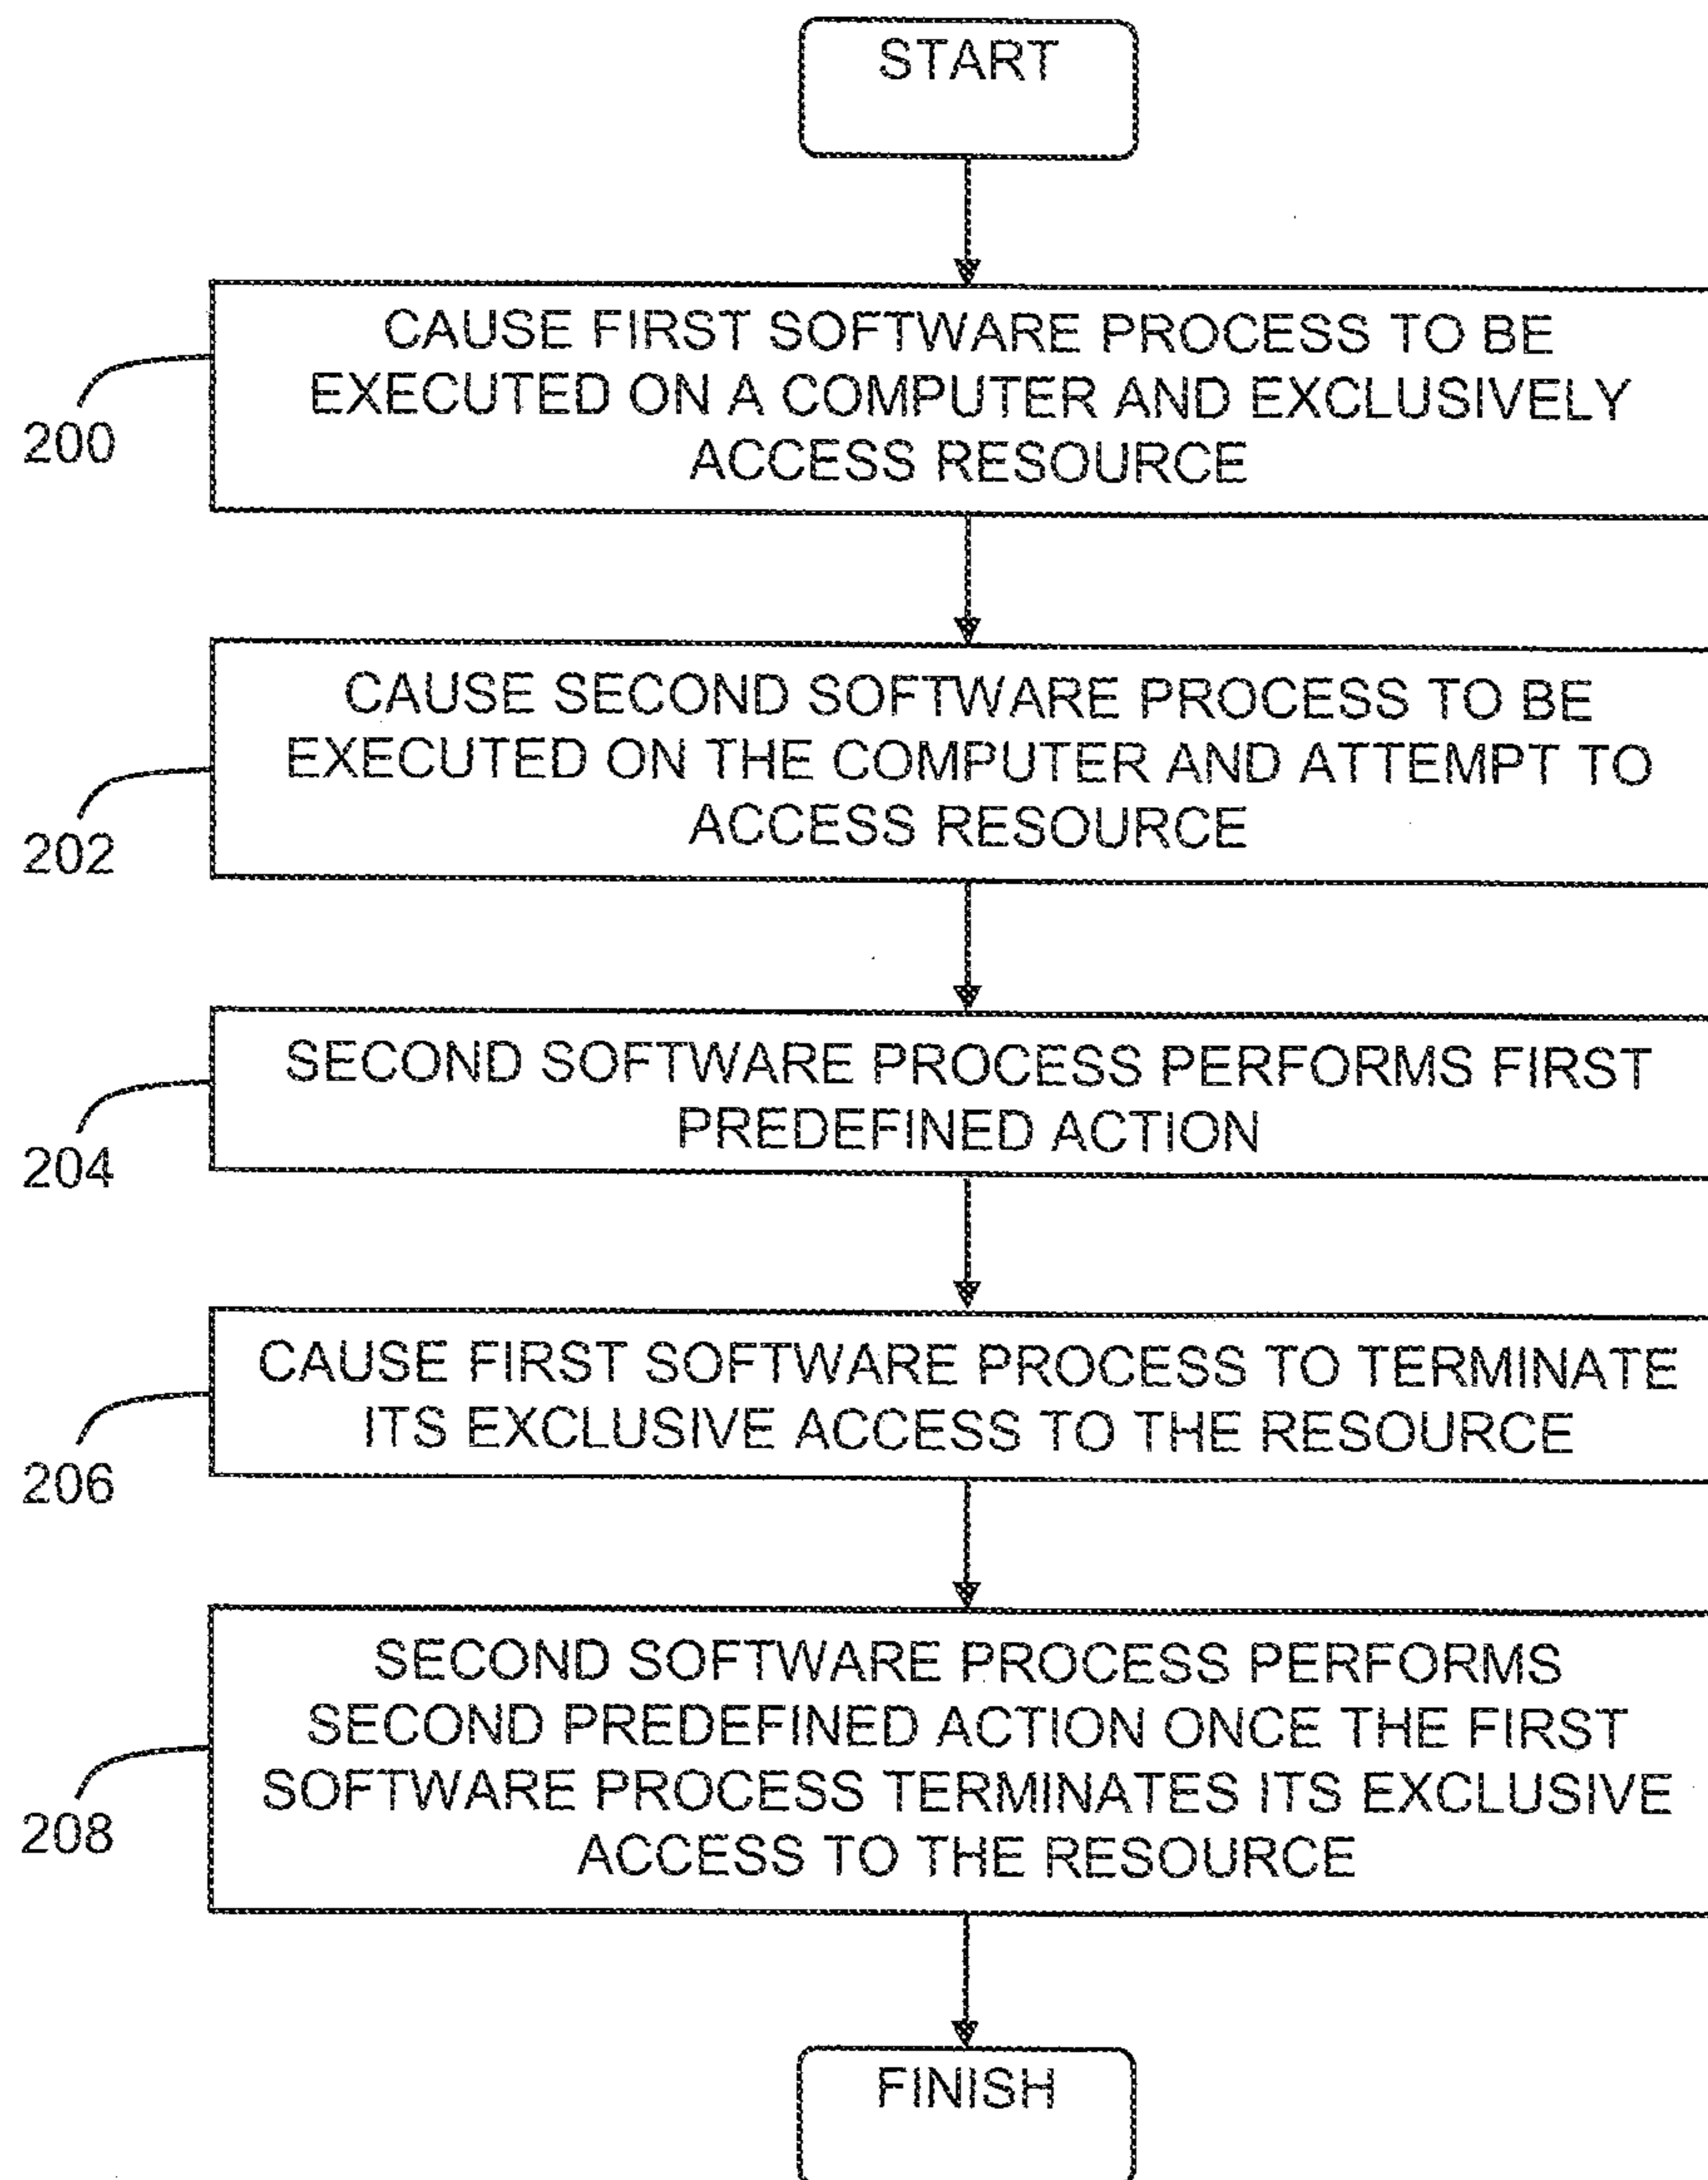 START
CAUSE FIRST SOFTWARE PROCESS TO BE
EXECUTED ON A COMPUTER AND EXCLUSIVELY
ACCESS RESOURCE
200
CAUSE SECOND SOFTWARE PROCESS TO BE
EXECUTED ON THE COMPUTER AND ATTEMPT TO
ACCESS RESOURCE
202
SECOND SOFTWARE PROCESS PERFORMS FIRST
PREDEFINED ACTION
204
CAUSE FIRST SOFTWARE PROCESS TO TERMINATE
ITS EXCLUSIVE ACCESS TO THE RESOURCE
206
SECOND SOFTWARE PROCESS PERFORMS
SECOND PREDEFINED ACTION ONCE THE FIRST
SOFTWARE PROCESS TERMINATES ITS EXCLUSIVE
ACCESS TO THE RESOURCE
208
FINISH